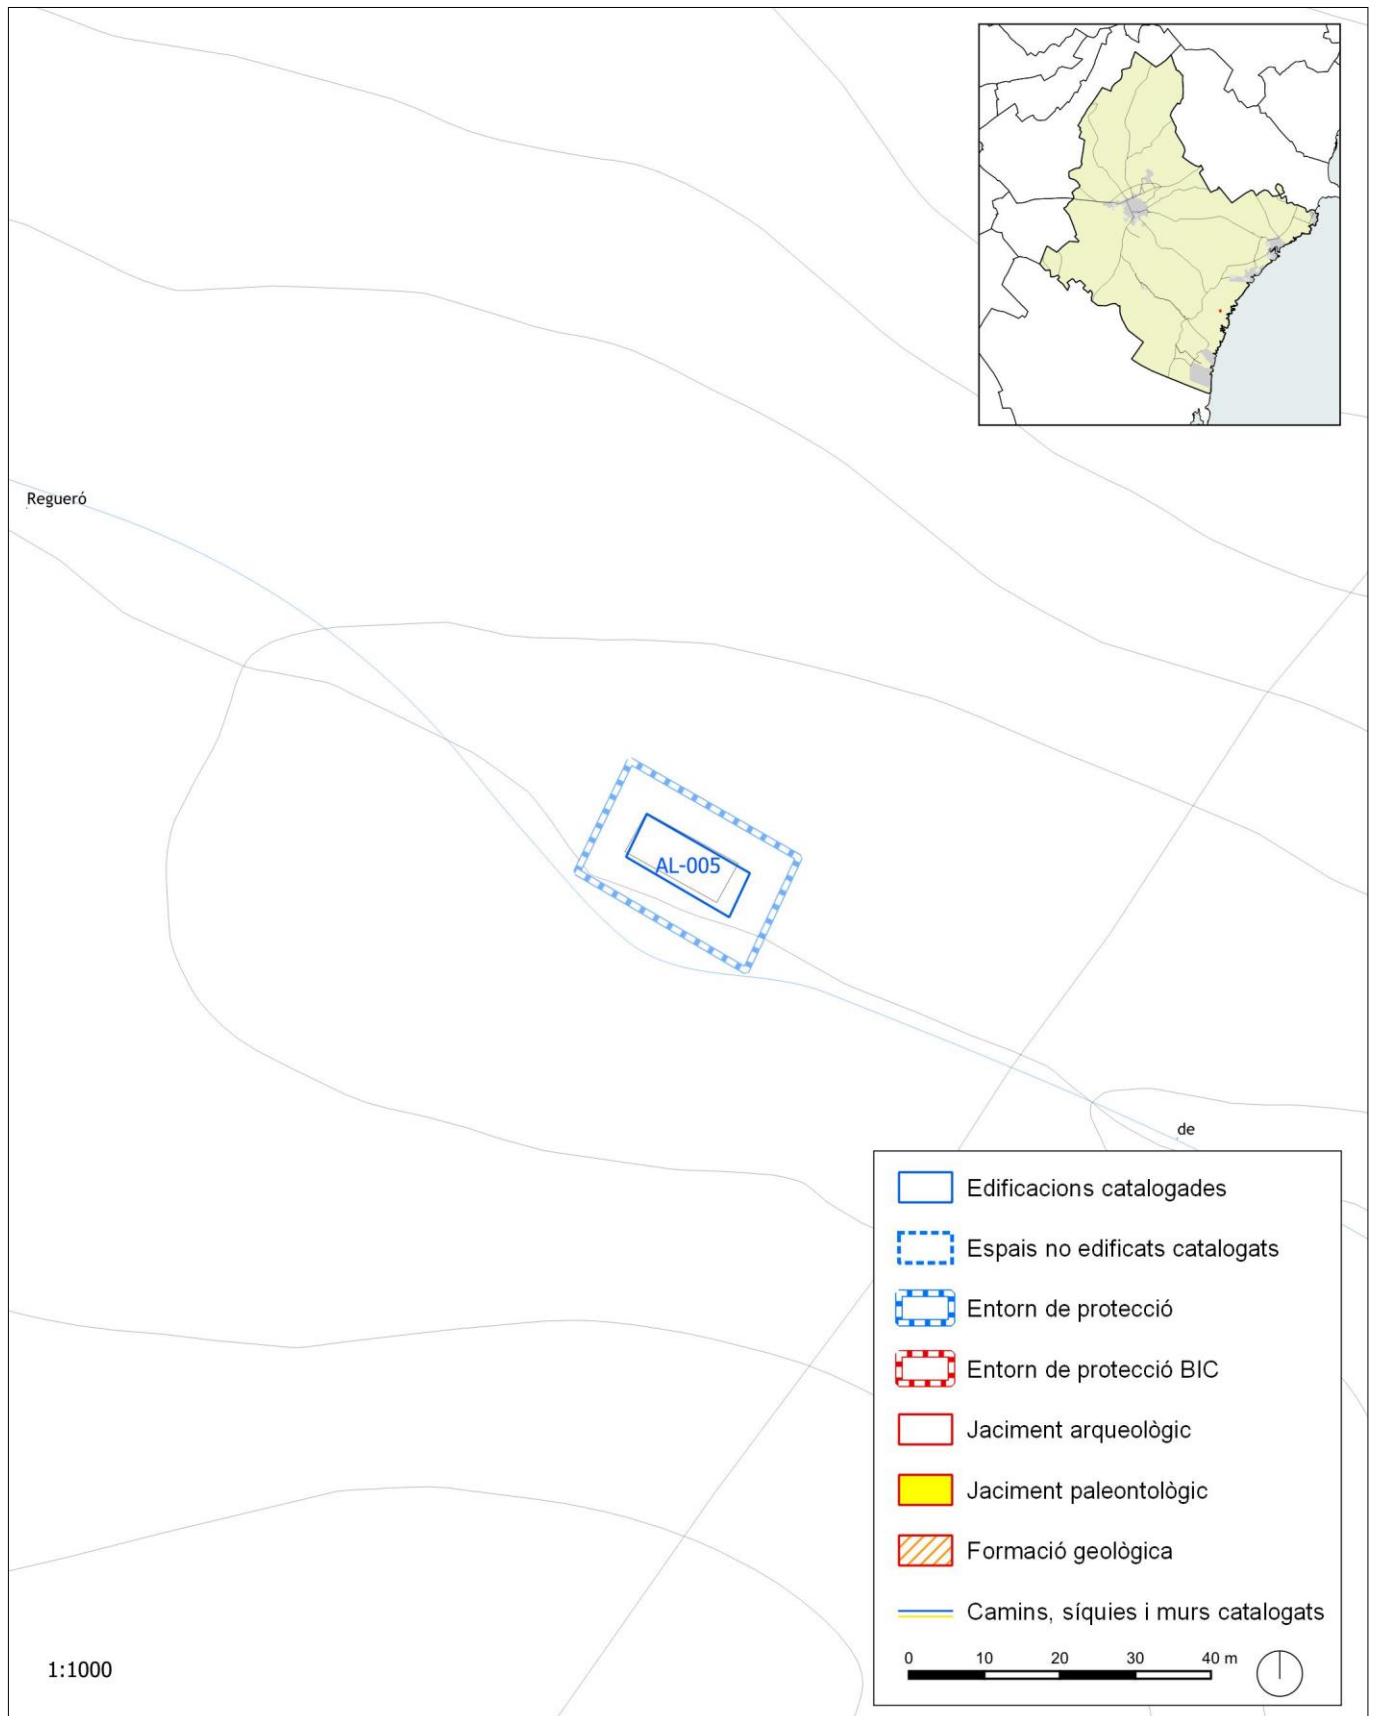 Regueró
AL-005
de
Edificacions catalogades
Espais no edificats catalogats
Entorn de protecció
Entorn de protecció BIC
Jaciment arqueològic
Jaciment paleontològic
Formació geològica
Camins, síquies i murs catalogats
0 10 20 30 40 m
1:1000